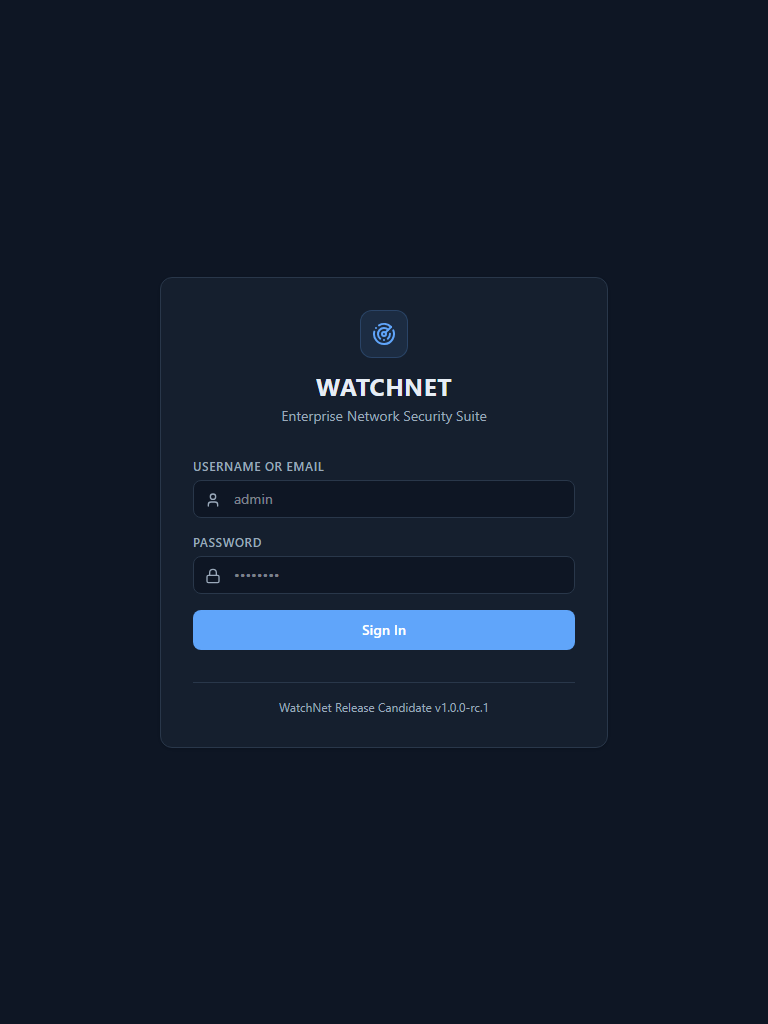 WATCHNET
Enterprise Network Security Suite
USERNAME OR EMAIL
admin
PASSWORD
••••••••
Sign In
WatchNet Release Candidate v1.0.0-rc.1